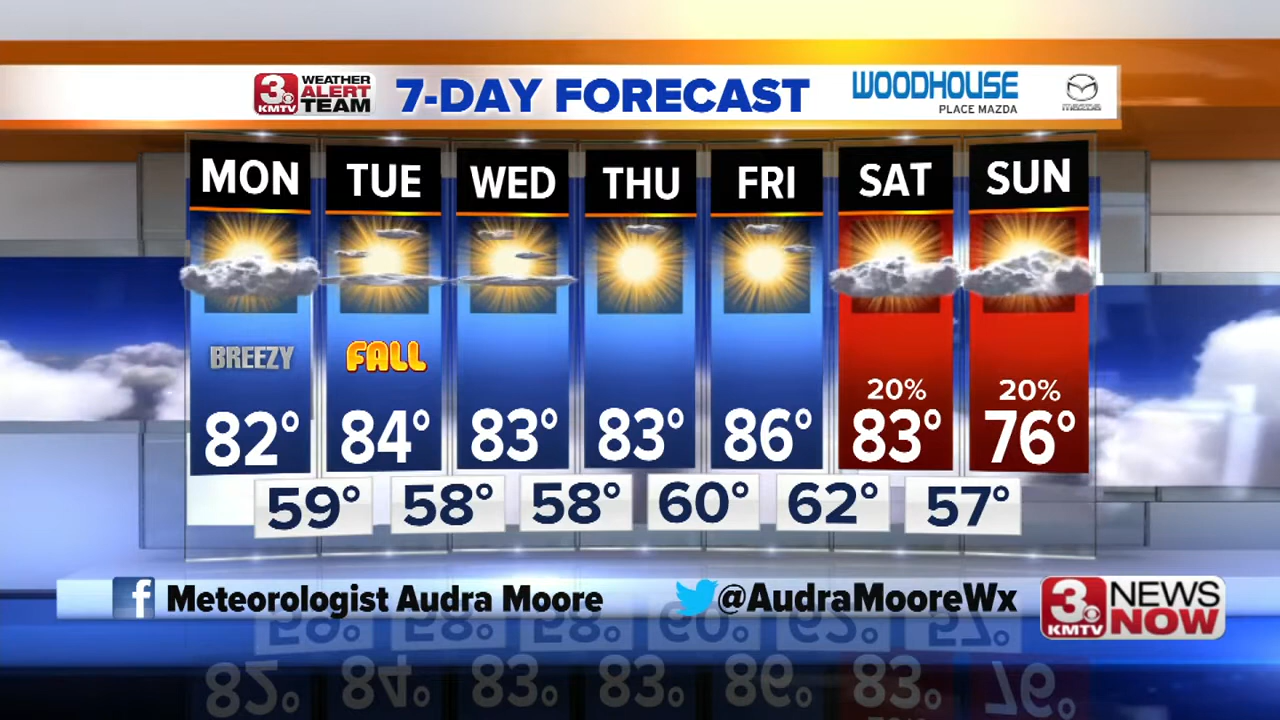 3 KMTV WEATHER ALERT TEAM 7-DAY FORECAST WOODHOUSE PLACE MAZDA
MON TUE WED THU FRI SAT SUN
BREEZY FALL
20% 20%
82° 84° 83° 83° 86° 83° 76°
59° 58° 58° 60° 62° 57°
f Meteorologist Audra Moore @AudraMooreWx 3 KMTV NEWS NOW